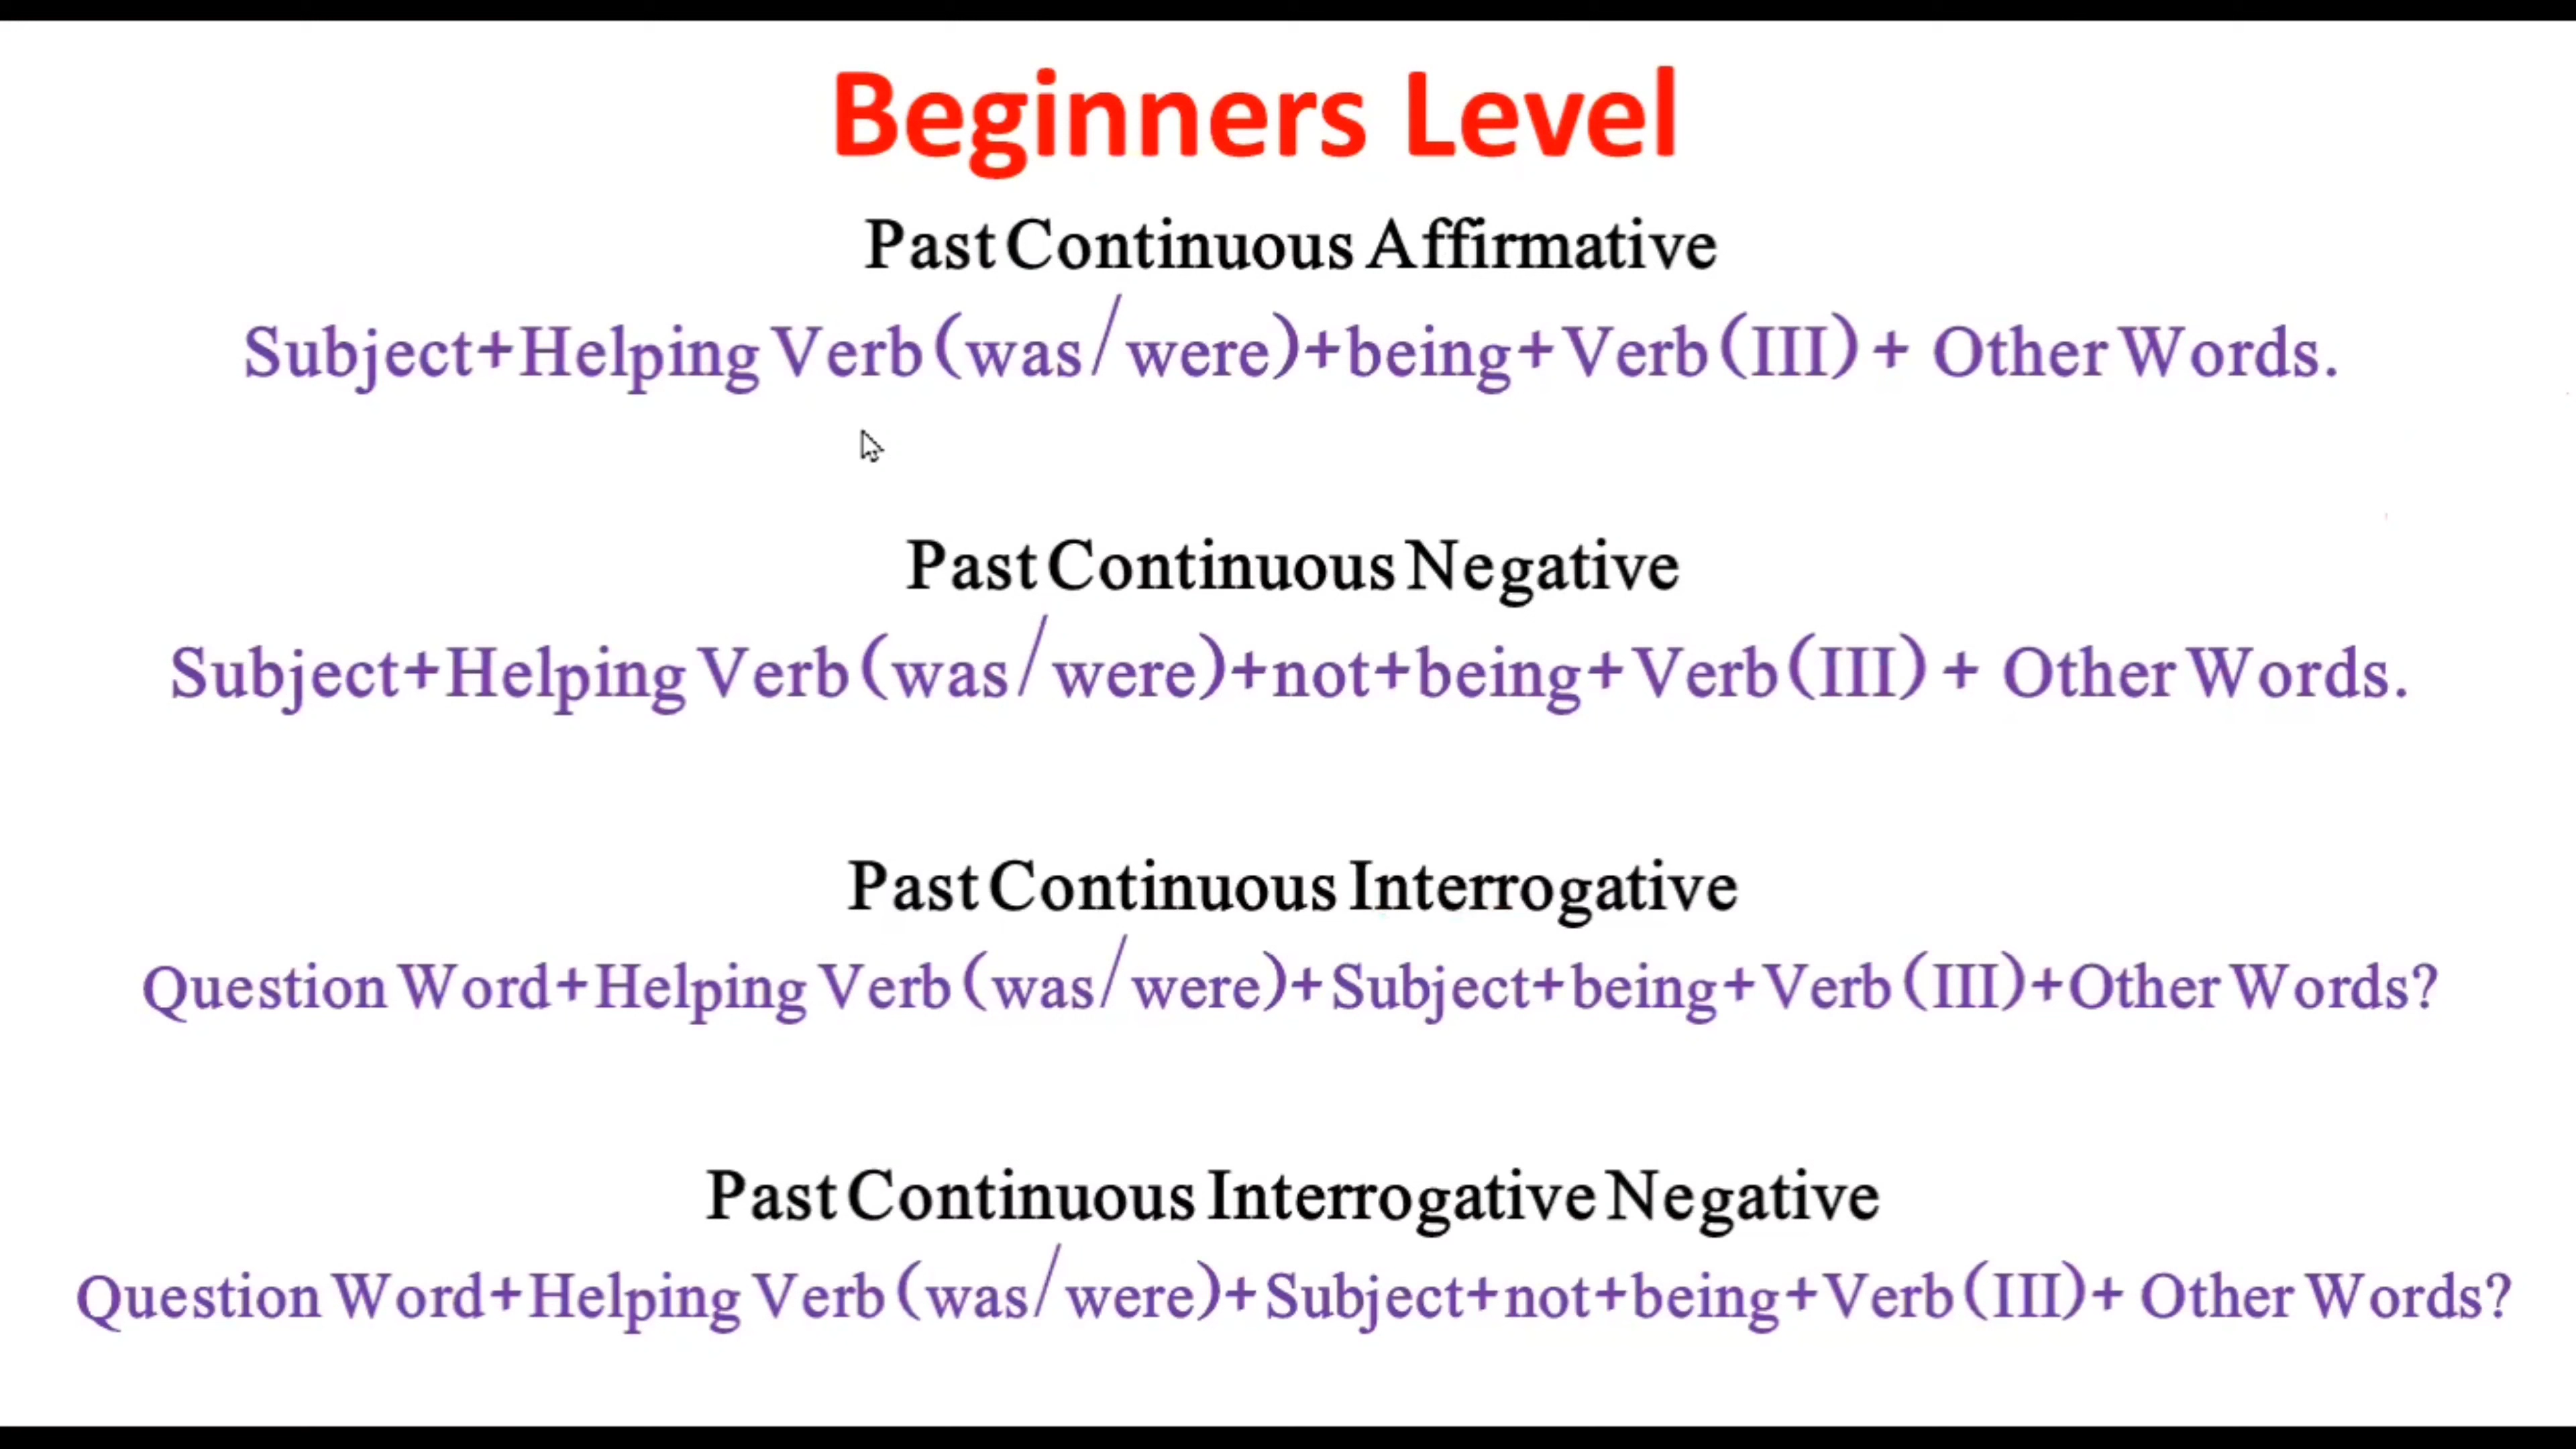 Beginners Level
Past Continuous Affirmative
Subject+Helping Verb(was/were)+being+Verb(III)+ Other Words.
Past Continuous Negative
Subject+Helping Verb(was/were)+not+being+Verb(III)+ Other Words.
Past Continuous Interrogative
Question Word+Helping Verb(was/were)+Subject+being+Verb(III)+Other Words?
Past Continuous Interrogative Negative
Question Word+Helping Verb(was/were)+Subject+not+being+Verb(III)+ Other Words?